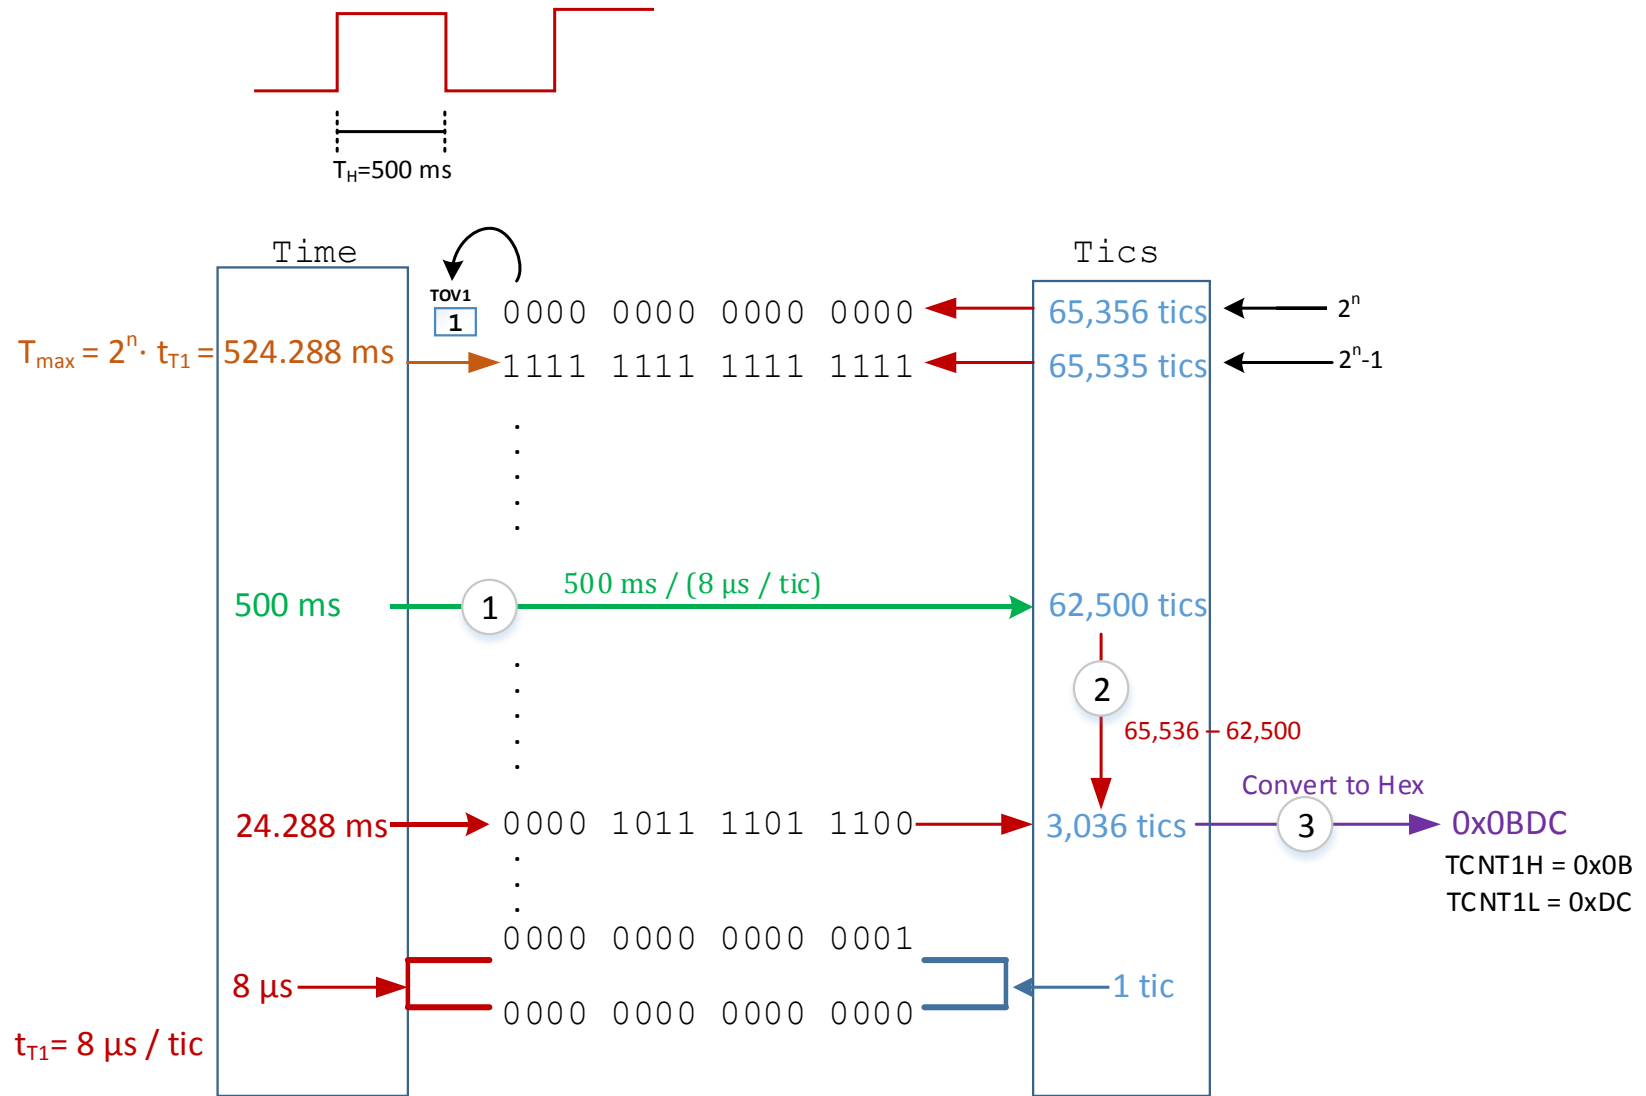 T_H=500 ms
Time
Tics
TOV1
1
0000 0000 0000 0000
65,356 tics
2^n
T_max = 2^n· t_T1 = 524.288 ms
1111 1111 1111 1111
65,535 tics
2^n-1
500 ms / (8 µs / tic)
500 ms
1
62,500 tics
2
65,536 – 62,500
Convert to Hex
24.288 ms
0000 1011 1101 1100
3,036 tics
3
0x0BDC
TCNT1H = 0x0B
TCNT1L = 0xDC
0000 0000 0000 0001
8 µs
1 tic
0000 0000 0000 0000
t_T1= 8 µs / tic